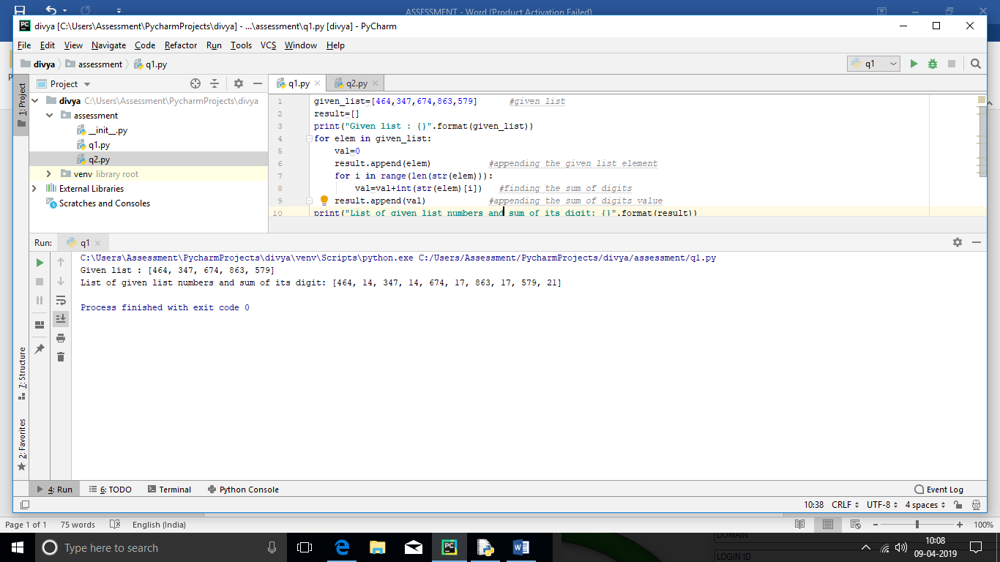 ASSESSMENT - Word (Product Activation Failed)
divya [C:\Users\Assessment\PycharmProjects\divya] - ...\assessment\q1.py [divya] - PyCharm
File Edit View Navigate Code Refactor Run Tools VCS Window Help
divya assessment q1.py q1
Project q1.py q2.py
1: Project
divya C:\Users\Assessment\PycharmProjects\divya
assessment
__init__.py
q1.py
q2.py
venv library root
External Libraries
Scratches and Consoles
1 given_list=[464,347,674,863,579] #given list
2 result=[]
3 print("Given list : {}".format(given_list))
4 for elem in given_list:
5 val=0
6 result.append(elem) #appending the given list element
7 for i in range(len(str(elem))):
8 val=val+int(str(elem)[i]) #finding the sum of digits
9 result.append(val) #appending the sum of digits value
10 print("List of given list numbers and sum of its digit: {}".format(result))
Run: q1
C:\Users\Assessment\PycharmProjects\divya\venv\Scripts\python.exe C:/Users/Assessment/PycharmProjects/divya/assessment/q1.py
Given list : [464, 347, 674, 863, 579]
List of given list numbers and sum of its digit: [464, 14, 347, 14, 674, 17, 863, 17, 579, 21]
Process finished with exit code 0
7: Structure
2: Favorites
4: Run 6: TODO Terminal Python Console Event Log
10:38 CRLF UTF-8 4 spaces
Page 1 of 1 75 words English (India) 100%
DOMAIN
LOGIN ID
Type here to search
10:08
09-04-2019